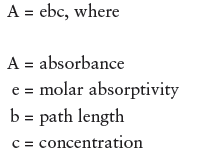 A = ebc, where
A = absorbance
e = molar absorptivity
b = path length
c = concentration